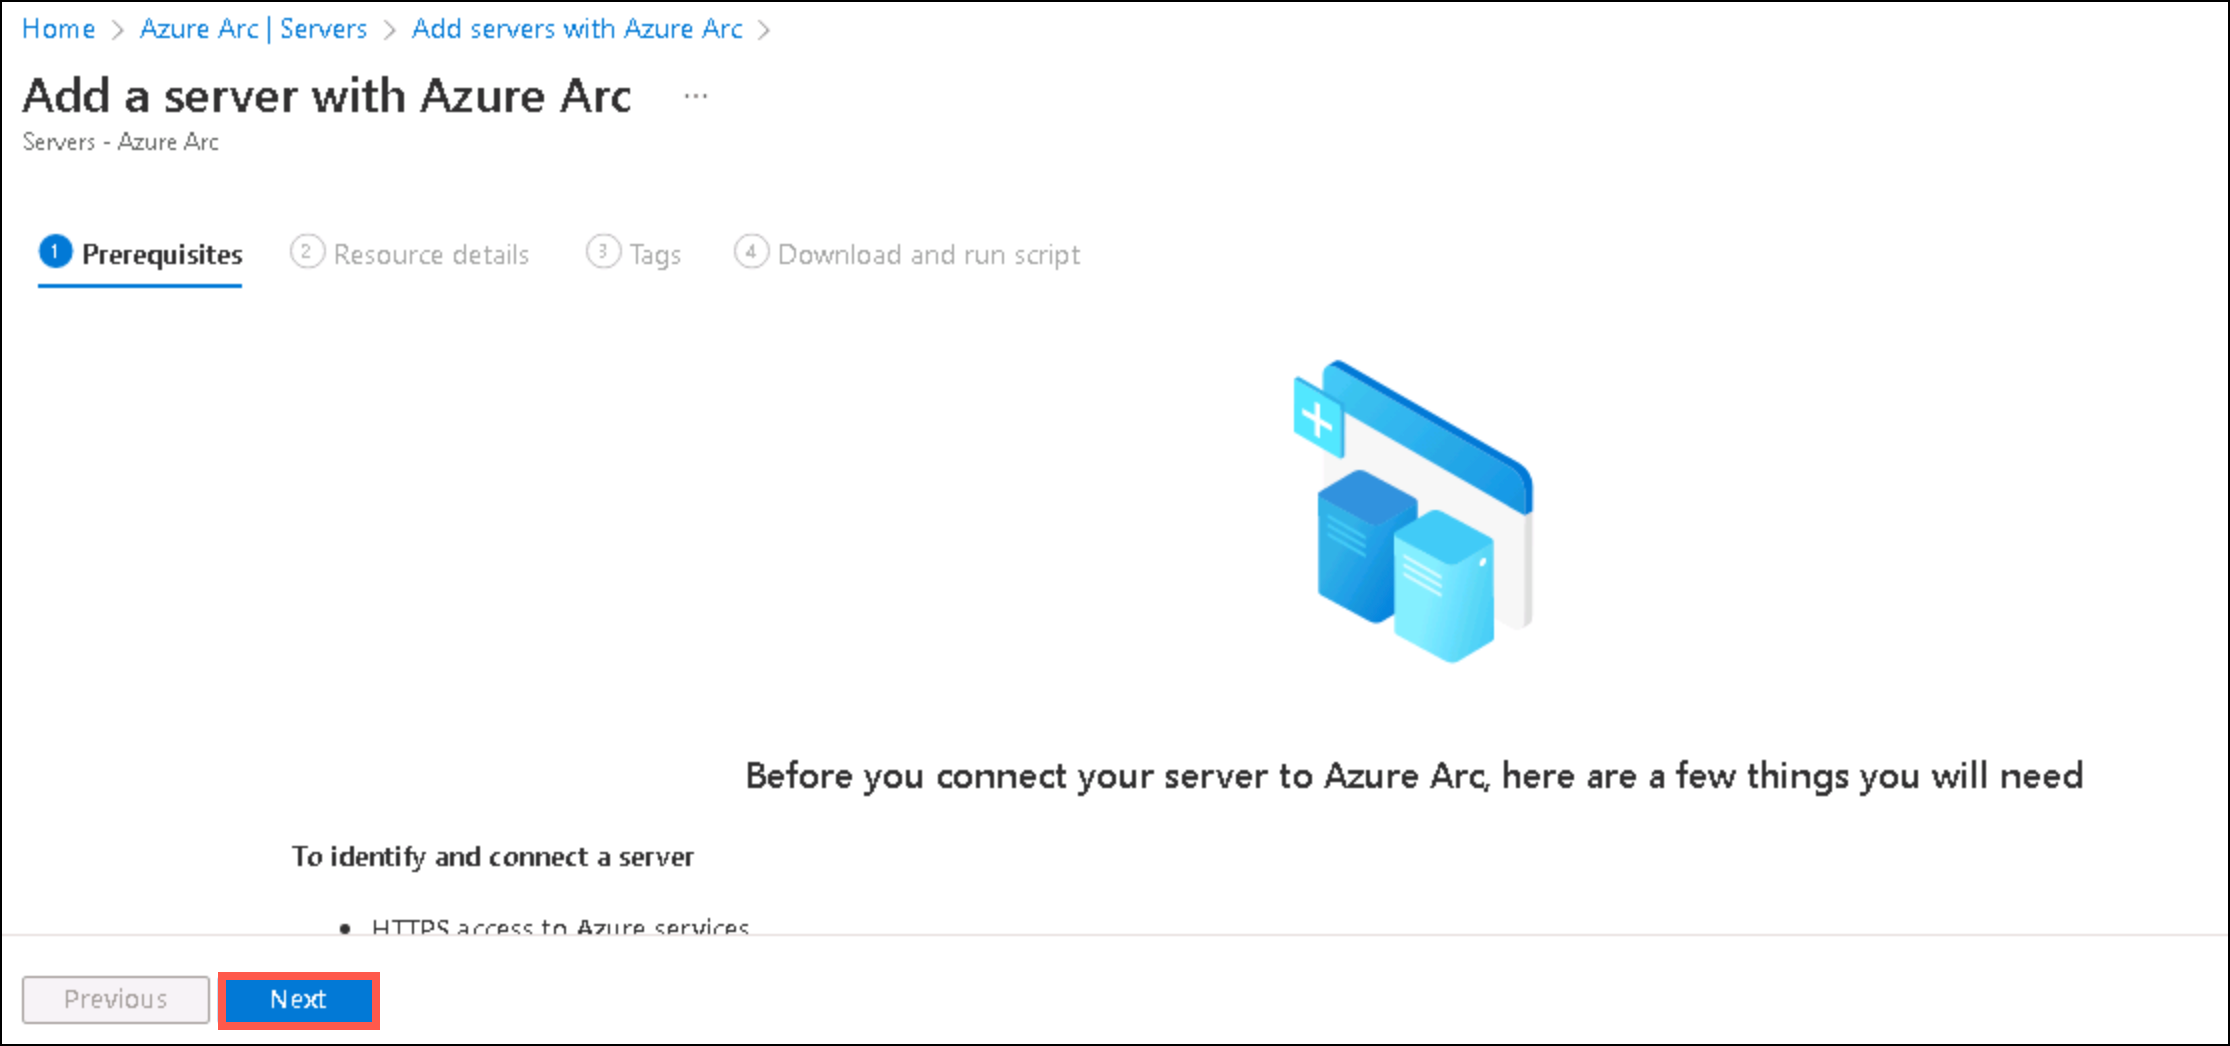 Home > Azure Arc | Servers > Add servers with Azure Arc >
Add a server with Azure Arc ...
Servers - Azure Arc
1 Prerequisites 2 Resource details 3 Tags 4 Download and run script
Before you connect your server to Azure Arc, here are a few things you will need
To identify and connect a server
• HTTPS access to Azure services
Previous Next